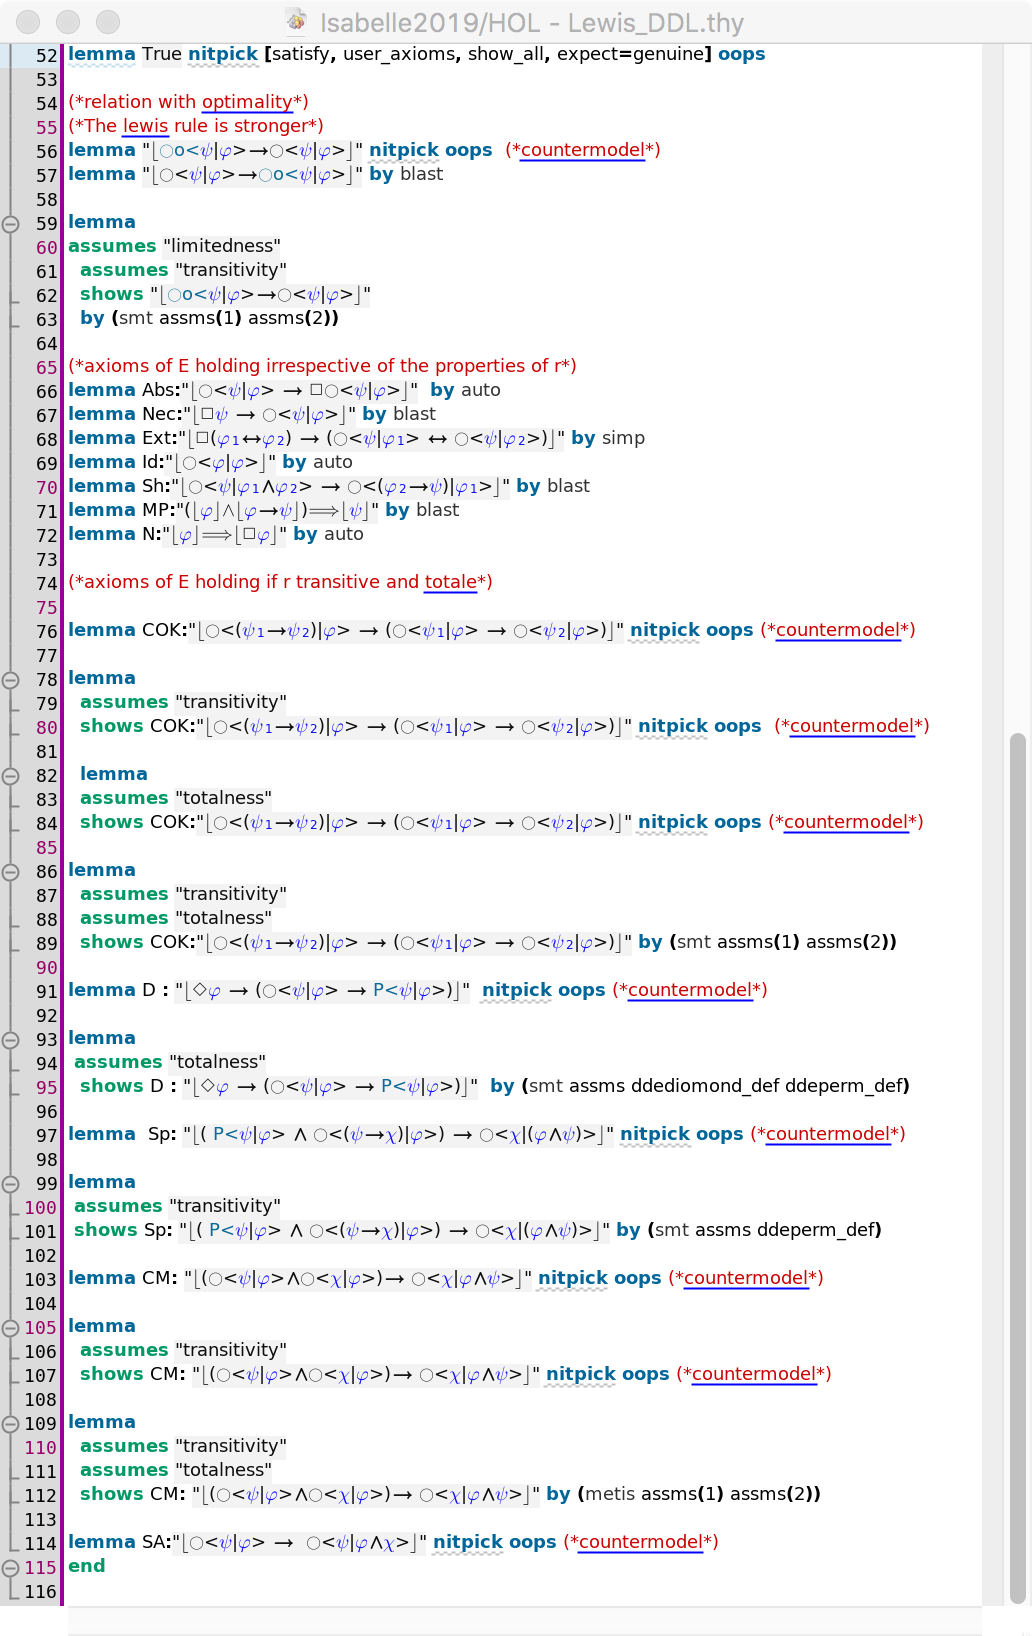 Isabelle2019/HOL - Lewis_DDL.thy
52 lemma True nitpick [satisfy, user_axioms, show_all, expect=genuine] oops
53
54 (*relation with optimality*)
55 (*The lewis rule is stronger*)
56 lemma "⌊○o<ψ|φ>→○<ψ|φ>⌋" nitpick oops (*countermodel*)
57 lemma "⌊○<ψ|φ>→○o<ψ|φ>⌋" by blast
58
59 lemma
60 assumes "limitedness"
61 assumes "transitivity"
62 shows "⌊○o<ψ|φ>→○<ψ|φ>⌋"
63 by (smt assms(1) assms(2))
64
65 (*axioms of E holding irrespective of the properties of r*)
66 lemma Abs:"⌊○<ψ|φ> → □○<ψ|φ>⌋" by auto
67 lemma Nec:"⌊□ψ → ○<ψ|φ>⌋" by blast
68 lemma Ext:"⌊□(φ₁↔φ₂) → (○<ψ|φ₁> ↔ ○<ψ|φ₂>)⌋" by simp
69 lemma Id:"⌊○<φ|φ>⌋" by auto
70 lemma Sh:"⌊○<ψ|φ₁∧φ₂> → ○<(φ₂→ψ)|φ₁>⌋" by blast
71 lemma MP:"(⌊φ⌋∧⌊φ→ψ⌋)⟹⌊ψ⌋" by blast
72 lemma N:"⌊φ⌋⟹⌊□φ⌋" by auto
73
74 (*axioms of E holding if r transitive and totale*)
75
76 lemma COK:"⌊○<(ψ₁→ψ₂)|φ> → (○<ψ₁|φ> → ○<ψ₂|φ>)⌋" nitpick oops (*countermodel*)
77
78 lemma
79 assumes "transitivity"
80 shows COK:"⌊○<(ψ₁→ψ₂)|φ> → (○<ψ₁|φ> → ○<ψ₂|φ>)⌋" nitpick oops (*countermodel*)
81
82 lemma
83 assumes "totalness"
84 shows COK:"⌊○<(ψ₁→ψ₂)|φ> → (○<ψ₁|φ> → ○<ψ₂|φ>)⌋" nitpick oops (*countermodel*)
85
86 lemma
87 assumes "transitivity"
88 assumes "totalness"
89 shows COK:"⌊○<(ψ₁→ψ₂)|φ> → (○<ψ₁|φ> → ○<ψ₂|φ>)⌋" by (smt assms(1) assms(2))
90
91 lemma D : "⌊◇φ → (○<ψ|φ> → P<ψ|φ>)⌋" nitpick oops (*countermodel*)
92
93 lemma
94 assumes "totalness"
95 shows D : "⌊◇φ → (○<ψ|φ> → P<ψ|φ>)⌋" by (smt assms ddediomond_def ddeperm_def)
96
97 lemma Sp: "⌊( P<ψ|φ> ∧ ○<(ψ→χ)|φ>) → ○<χ|(φ∧ψ)>⌋" nitpick oops (*countermodel*)
98
99 lemma
100 assumes "transitivity"
101 shows Sp: "⌊( P<ψ|φ> ∧ ○<(ψ→χ)|φ>) → ○<χ|(φ∧ψ)>⌋" by (smt assms ddeperm_def)
102
103 lemma CM: "⌊(○<ψ|φ>∧○<χ|φ>)→ ○<χ|φ∧ψ>⌋" nitpick oops (*countermodel*)
104
105 lemma
106 assumes "transitivity"
107 shows CM: "⌊(○<ψ|φ>∧○<χ|φ>)→ ○<χ|φ∧ψ>⌋" nitpick oops (*countermodel*)
108
109 lemma
110 assumes "transitivity"
111 assumes "totalness"
112 shows CM: "⌊(○<ψ|φ>∧○<χ|φ>)→ ○<χ|φ∧ψ>⌋" by (metis assms(1) assms(2))
113
114 lemma SA:"⌊○<ψ|φ> → ○<ψ|φ∧χ>⌋" nitpick oops (*countermodel*)
115 end
116